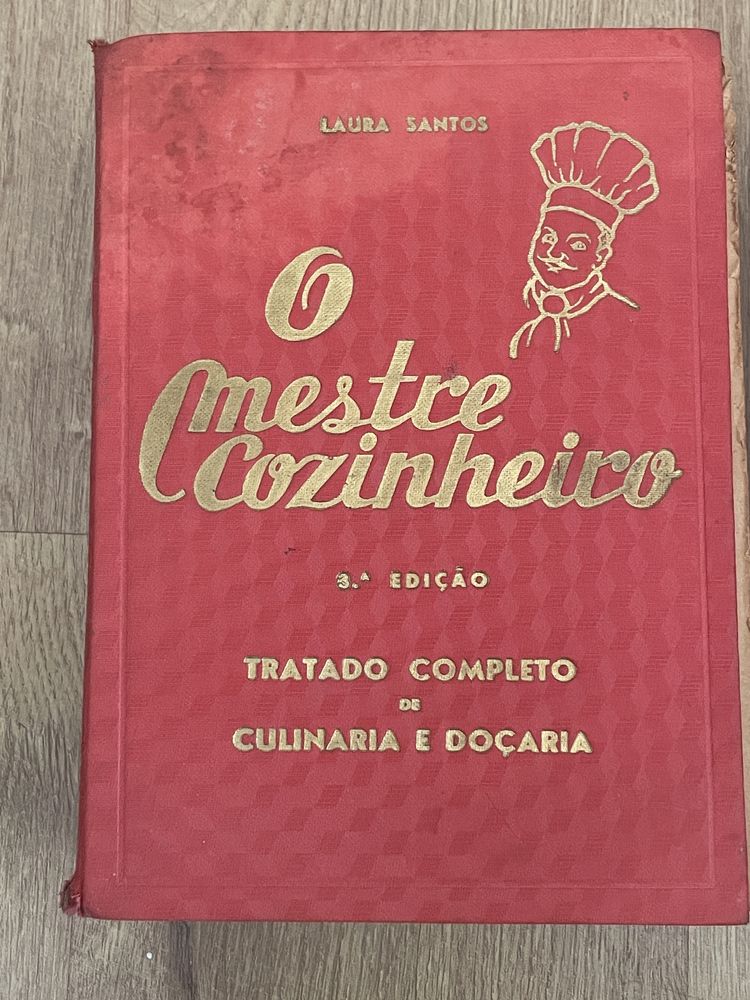 LAURA SANTOS
O
mestre
Cozinheiro
3.ª EDIÇÃO
TRATADO COMPLETO
DE
CULINARIA E DOÇARIA